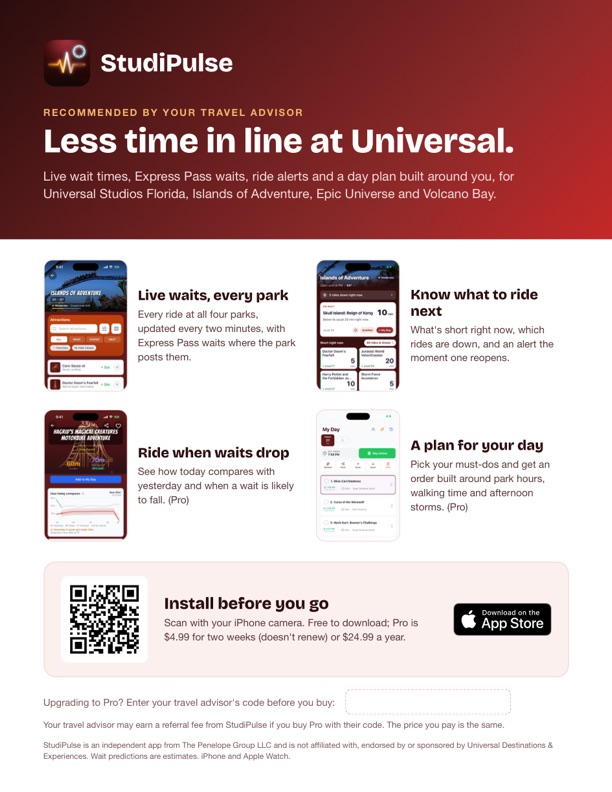 StudiPulse
RECOMMENDED BY YOUR TRAVEL ADVISOR
Less time in line at Universal.
Live wait times, Express Pass waits, ride alerts and a day plan built around you, for
Universal Studios Florida, Islands of Adventure, Epic Universe and Volcano Bay.
9:41
ISLANDS OF ADVENTURE
Attractions
Live waits, every park
Every ride at all four parks,
updated every two minutes, with
Express Pass waits where the park
posts them.
Islands of Adventure
Skull Island: Reign of Kong
10
Short right now
Doctor Doom's
Fearfall
5
Jurassic World
VelociCoaster
20
Harry Potter and
the Forbidden
10
Storm Force
Accelatron
5
Know what to ride
next
What's short right now, which
rides are down, and an alert the
moment one reopens.
HAGRID'S MAGICAL CREATURES
MOTORBIKE ADVENTURE
60m
Add to My Day
Ride when waits drop
See how today compares with
yesterday and when a wait is likely
to fall. (Pro)
My Day
A plan for your day
Pick your must-dos and get an
order built around park hours,
walking time and afternoon
storms. (Pro)
Install before you go
Scan with your iPhone camera. Free to download; Pro is
$4.99 for two weeks (doesn't renew) or $24.99 a year.
Download on the
App Store
Upgrading to Pro? Enter your travel advisor's code before you buy:
Your travel advisor may earn a referral fee from StudiPulse if you buy Pro with their code. The price you pay is the same.
StudiPulse is an independent app from The Penelope Group LLC and is not affiliated with, endorsed by or sponsored by Universal Destinations &
Experiences. Wait predictions are estimates. iPhone and Apple Watch.